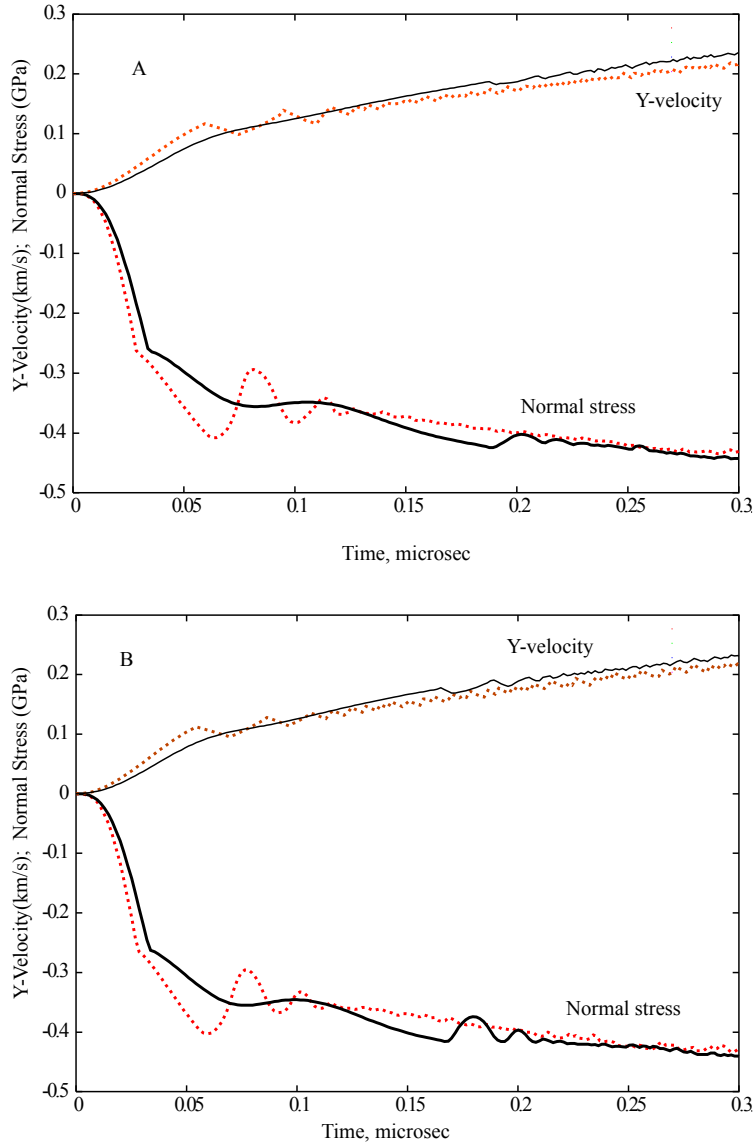 0.3
A
0.2
Y-velocity
0.1
0
-0.1
-0.2
-0.3
Normal stress
-0.4
-0.5
0 0.05 0.1 0.15 0.2 0.25 0.3
Y-Velocity(km/s); Normal Stress (GPa)
Time, microsec
0.3
B
Y-velocity
0.2
0.1
0
-0.1
-0.2
-0.3
Normal stress
-0.4
-0.5
0 0.05 0.1 0.15 0.2 0.25 0.3
Y-Velocity(km/s); Normal Stress (GPa)
Time, microsec